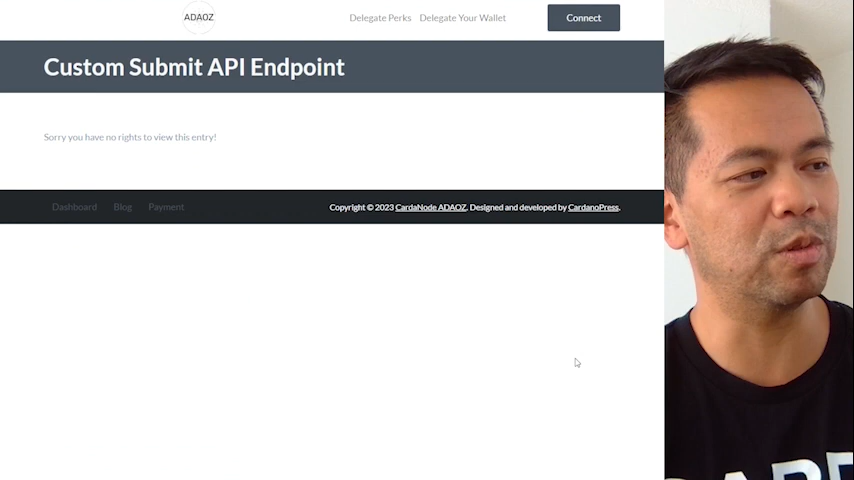 ADAOZ
Delegate Perks Delegate Your Wallet
Connect
Custom Submit API Endpoint
Sorry you have no rights to view this entry!
Dashboard Blog Payment
Copyright © 2023 CardaNode ADAOZ. Designed and developed by CardanoPress.